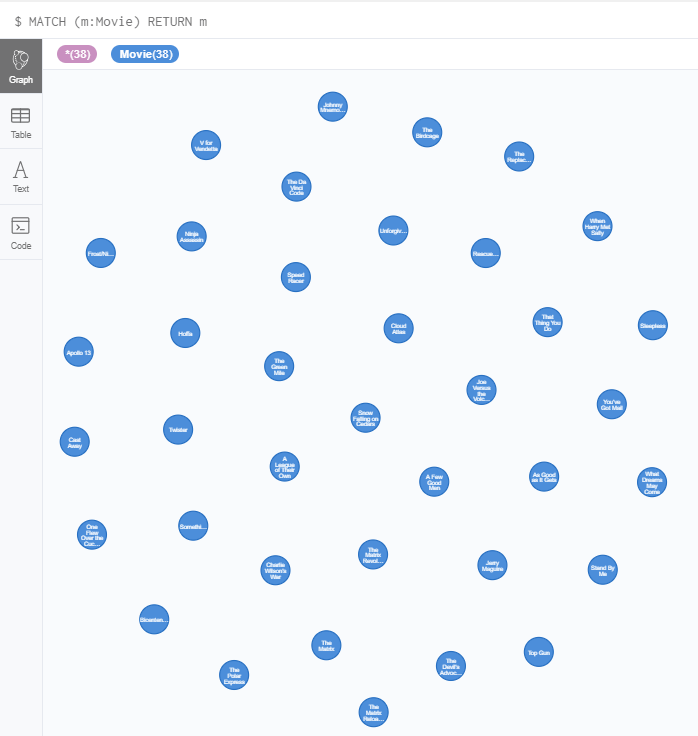 $ MATCH (m:Movie) RETURN m
*(38) Movie(38)
Graph
Table
Text
Code
Johnny
Mnemo...
The
Birdcage
V for
Vendetta
The
Replac...
The Da
Vinci
Code
When
Harry Met
Sally
Unforgiv...
Ninja
Assassin
Frost/Ni...
Rescue...
Speed
Racer
That
Thing You
Do
Sleepless
Cloud
Atlas
Hoffa
Apollo 13
The
Green
Mile
Joe
Versus
the
Volc...
You've
Got Mail
Snow
Falling on
Cedars
Twister
Cast
Away
A
League
of Their
Own
A Few
Good
Men
As Good
as It Gets
What
Dreams
May
Come
One
Flew
Over the
Cuc...
Somethi...
The
Matrix
Revol...
Charlie
Wilson's
War
Jerry
Maguire
Stand By
Me
Bicenten...
The
Matrix
Top Gun
The
Devil's
Advoc...
The
Polar
Express
The
Matrix
Reloa...